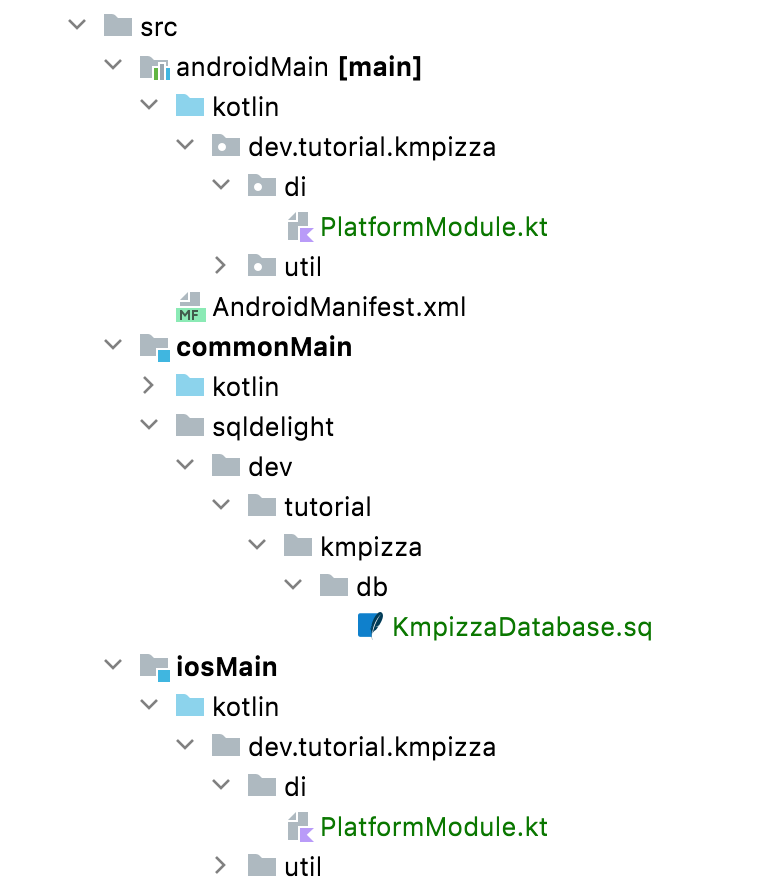 src
androidMain [main]
kotlin
dev.tutorial.kmpizza
di
PlatformModule.kt
util
MF AndroidManifest.xml
commonMain
kotlin
sqldelight
dev
tutorial
kmpizza
db
KmpizzaDatabase.sq
iosMain
kotlin
dev.tutorial.kmpizza
di
PlatformModule.kt
util